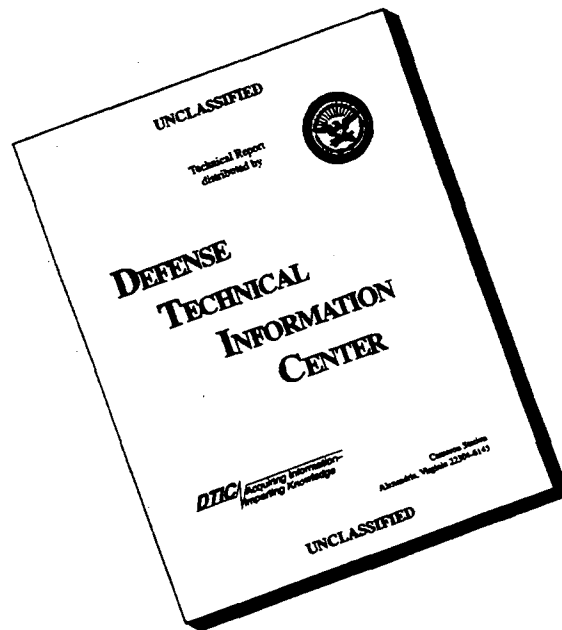 UNCLASSIFIED
Technical Report
distributed by
DEFENSE
TECHNICAL
INFORMATION
CENTER
DTIC
Acquiring Information-
Imparting Knowledge
Cameron Station
Alexandria, Virginia 22304-6145
UNCLASSIFIED